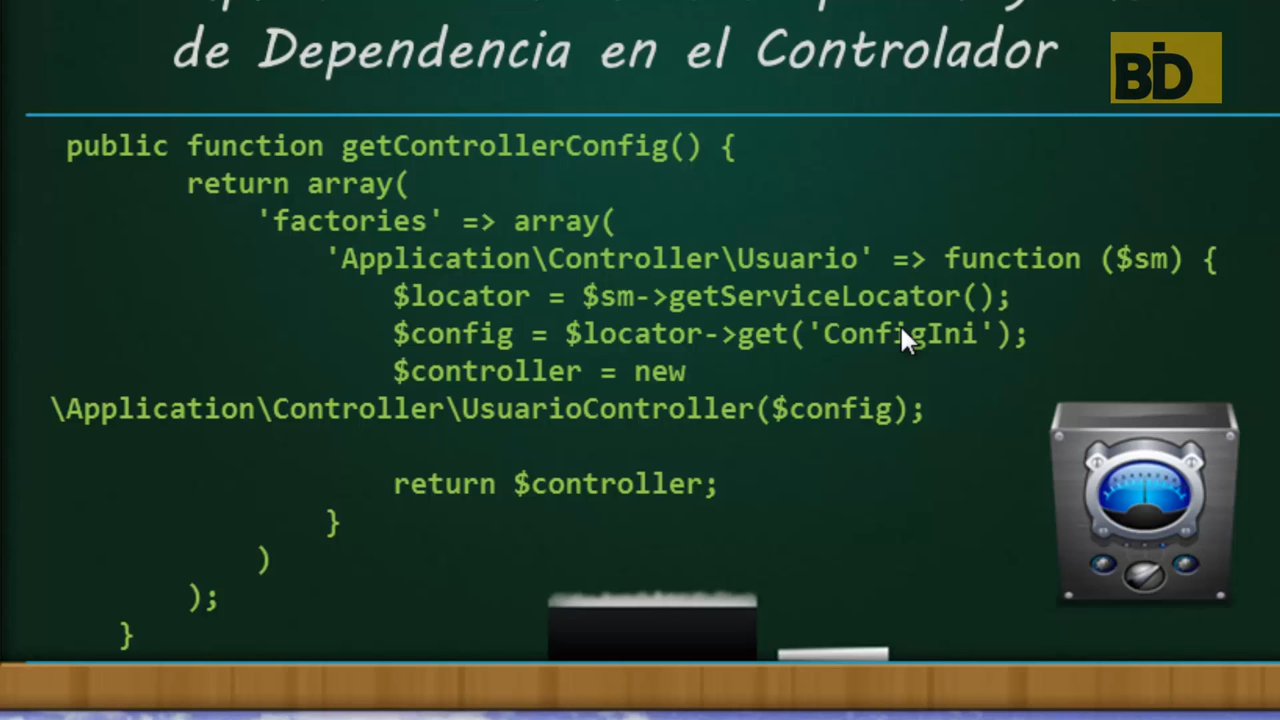 de Dependencia en el Controlador
BID
public function getControllerConfig() {
return array(
'factories' => array(
'Application\Controller\Usuario' => function ($sm) {
$locator = $sm->getServiceLocator();
$config = $locator->get('ConfigIni');
$controller = new
\Application\Controller\UsuarioController($config);
return $controller;
}
)
);
}